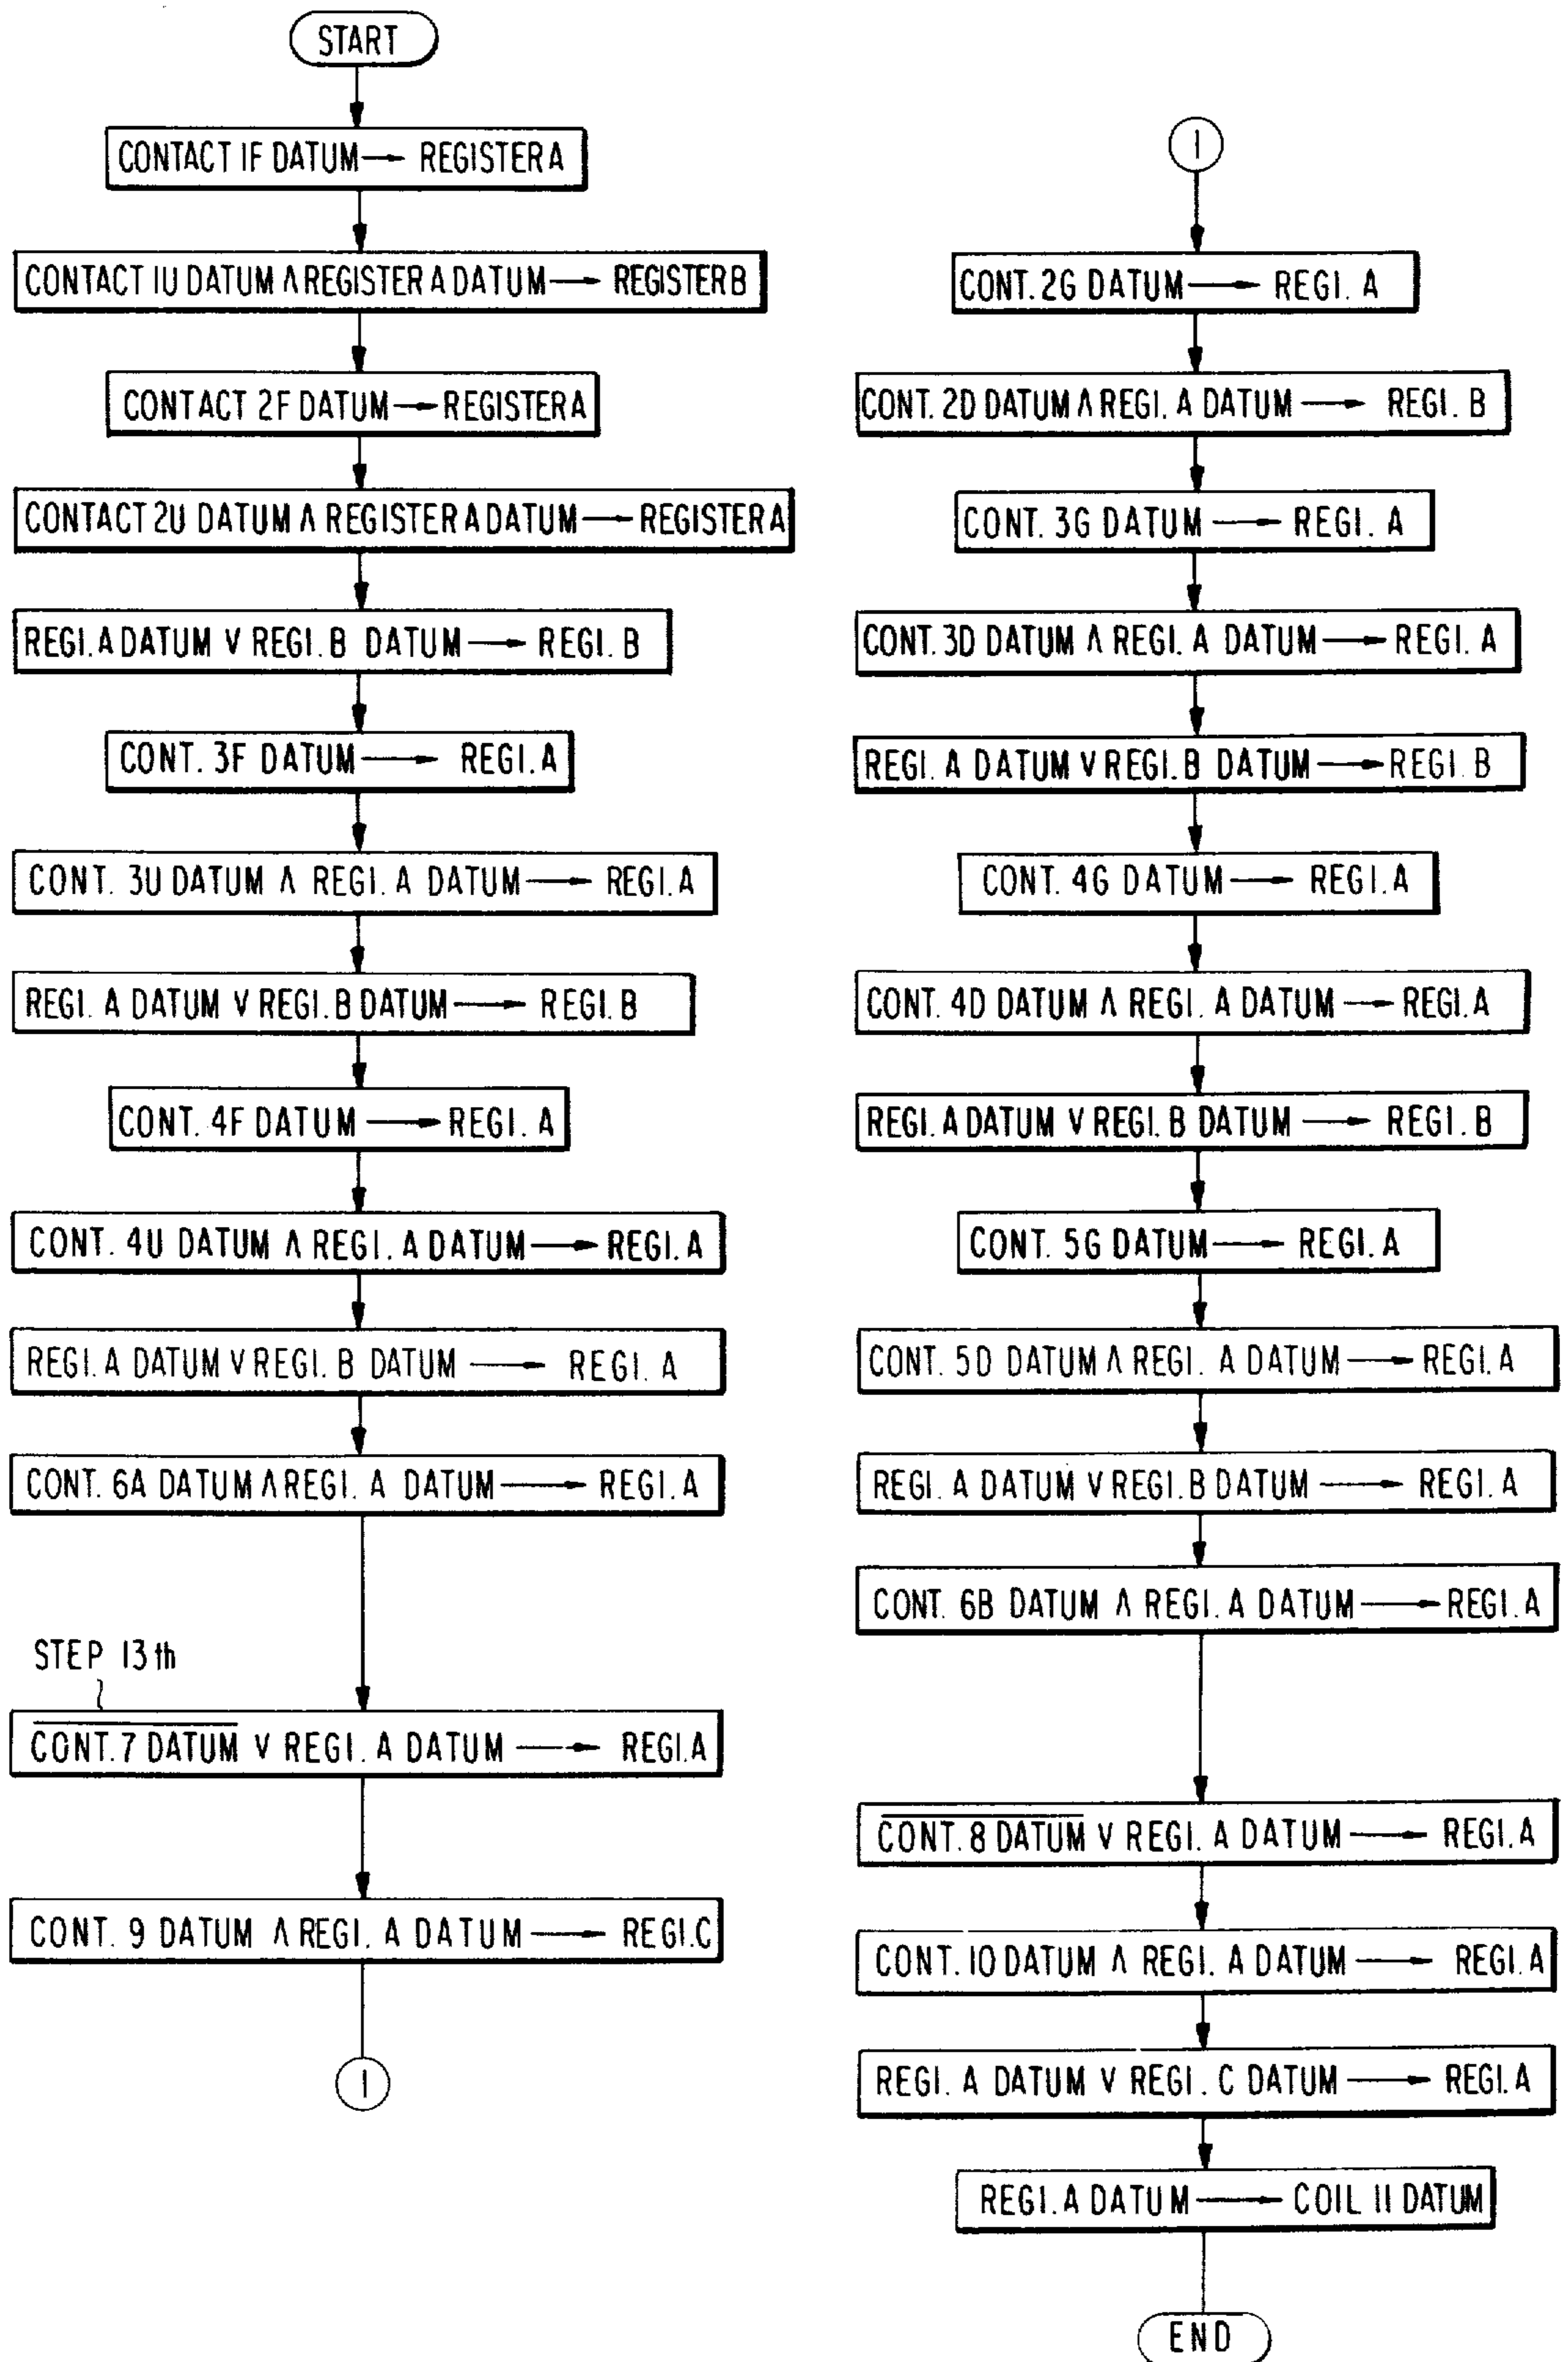 START
CONTACT 1F DATUM → REGISTER A
CONTACT 1U DATUM ∧ REGISTER A DATUM → REGISTER B
CONTACT 2F DATUM → REGISTER A
CONTACT 2U DATUM ∧ REGISTER A DATUM → REGISTER A
REGI. A DATUM ∨ REGI. B DATUM → REGI. B
CONT. 3F DATUM → REGI. A
CONT. 3U DATUM ∧ REGI. A DATUM → REGI. A
REGI. A DATUM ∨ REGI. B DATUM → REGI. B
CONT. 4F DATUM → REGI. A
CONT. 4U DATUM ∧ REGI. A DATUM → REGI. A
REGI. A DATUM ∨ REGI. B DATUM → REGI. A
CONT. 6A DATUM ∧ REGI. A DATUM → REGI. A
STEP 13th
C̅O̅N̅T̅.̅ ̅7̅ ̅D̅A̅T̅U̅M̅ ∨ REGI. A DATUM → REGI. A
CONT. 9 DATUM ∧ REGI. A DATUM → REGI. C
1
1
CONT. 2G DATUM → REGI. A
CONT. 2D DATUM ∧ REGI. A DATUM → REGI. B
CONT. 3G DATUM → REGI. A
CONT. 3D DATUM ∧ REGI. A DATUM → REGI. A
REGI. A DATUM ∨ REGI. B DATUM → REGI. B
CONT. 4G DATUM → REGI. A
CONT. 4D DATUM ∧ REGI. A DATUM → REGI. A
REGI. A DATUM ∨ REGI. B DATUM → REGI. B
CONT. 5G DATUM → REGI. A
CONT. 5D DATUM ∧ REGI. A DATUM → REGI. A
REGI. A DATUM ∨ REGI. B DATUM → REGI. A
CONT. 6B DATUM ∧ REGI. A DATUM → REGI. A
C̅O̅N̅T̅.̅ ̅8̅ ̅D̅A̅T̅U̅M̅ ∨ REGI. A DATUM → REGI. A
CONT. 10 DATUM ∧ REGI. A DATUM → REGI. A
REGI. A DATUM ∨ REGI. C DATUM → REGI. A
REGI. A DATUM → COIL 11 DATUM
END